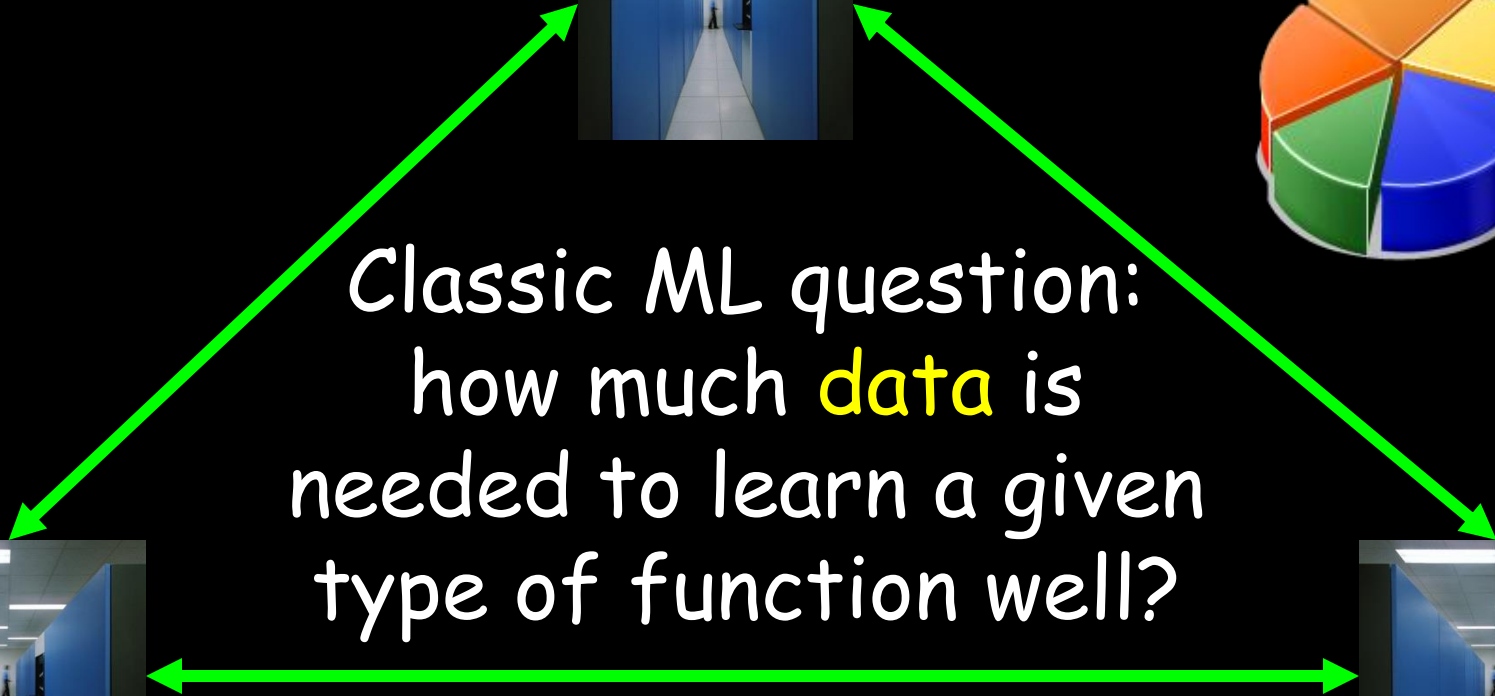 Classic ML question:
how much data is
needed to learn a given
type of function well?